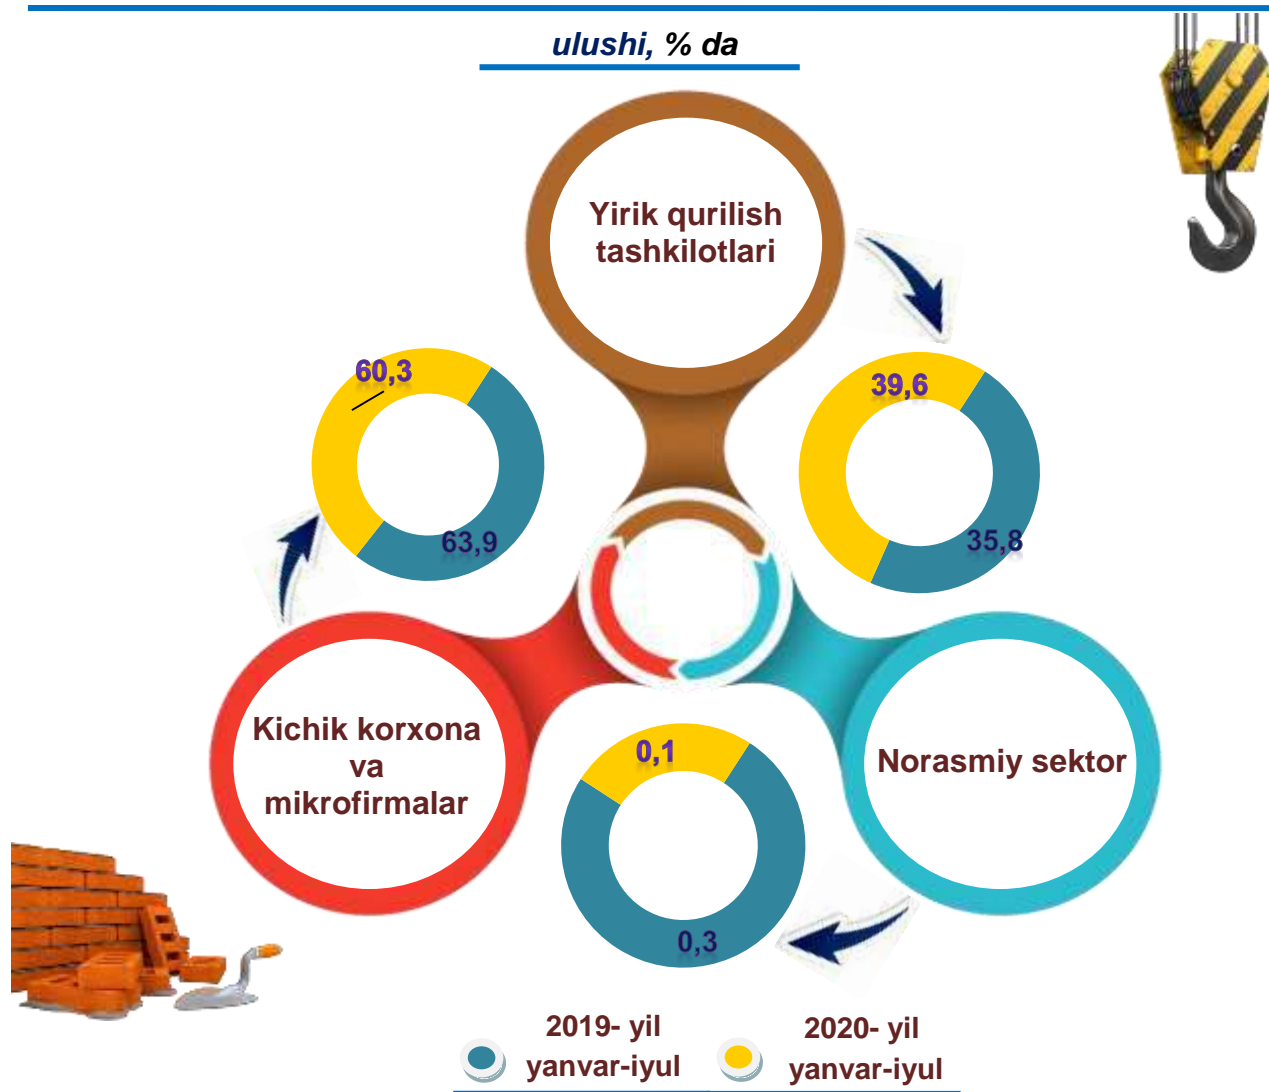 ulushi, % da
Yirik qurilish
tashkilotlari
60,3
63,9
39,6
35,8
Kichik korxona
va
mikrofirmalar
Norasmiy sektor
0,1
0,3
2019- yil
yanvar-iyul
2020- yil
yanvar-iyul